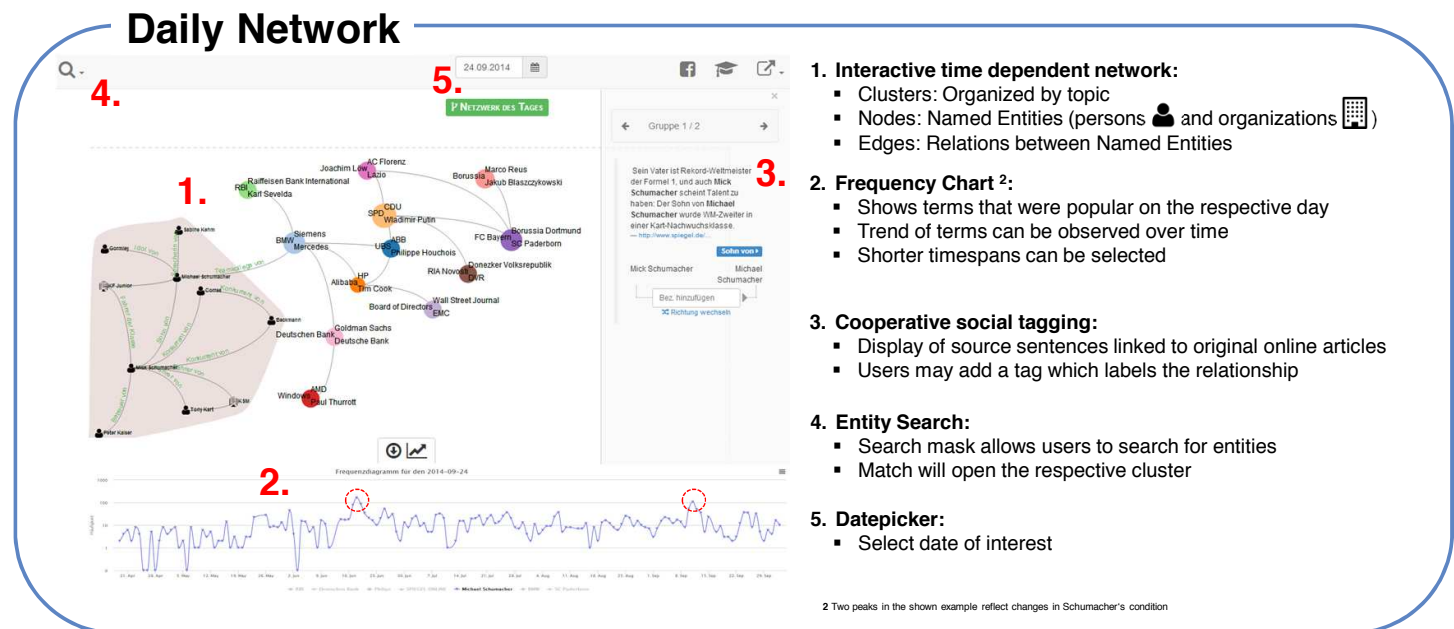 Daily Network
4.
5.
24.09.2014
NETZWERK DES TAGES
1.
Joachim Low
AC Florenz
Lazio
Borussia
Marco Reus
Jakub Blaszczykowski
RBI
Raiffeisen Bank International
Karl Sevelda
SPD
CDU
Wladimir Putin
BMW
Siemens
Mercedes
UBS
ABB
Philippe Houchois
FC Bayern
Borussia Dortmund
SC Paderborn
RIA Novosti
Donezker Volksrepublik
DVR
Alibaba
HP
Tim Cook
Board of Directors
Wall Street Journal
EMC
Deutschen Bank
Goldman Sachs
Deutsche Bank
Windows
AMD
Paul Thurrott
Michael Schumacher
Mick Schumacher
Peter Kaiser
Tony-Kart
Konkurrent von
Konkurrent von
Gruppe 1 / 2
3.
Sein Vater ist Rekord-Weltmeister
der Formel 1, und auch Mick
Schumacher scheint Talent zu
haben: Der Sohn von Michael
Schumacher wurde WM-Zweiter in
einer Kart-Nachwuchsklasse.
— http://www.spiegel.de/...
Sohn von
Mick Schumacher
Michael
Schumacher
Bez. hinzufügen
Richtung wechseln
2.
Frequenzdiagramm für den 2014-09-24
Michael Schumacher
1. Interactive time dependent network:
▪ Clusters: Organized by topic
▪ Nodes: Named Entities (persons and organizations )
▪ Edges: Relations between Named Entities
2. Frequency Chart 2:
▪ Shows terms that were popular on the respective day
▪ Trend of terms can be observed over time
▪ Shorter timespans can be selected
3. Cooperative social tagging:
▪ Display of source sentences linked to original online articles
▪ Users may add a tag which labels the relationship
4. Entity Search:
▪ Search mask allows users to search for entities
▪ Match will open the respective cluster
5. Datepicker:
▪ Select date of interest
2 Two peaks in the shown example reflect changes in Schumacher's condition